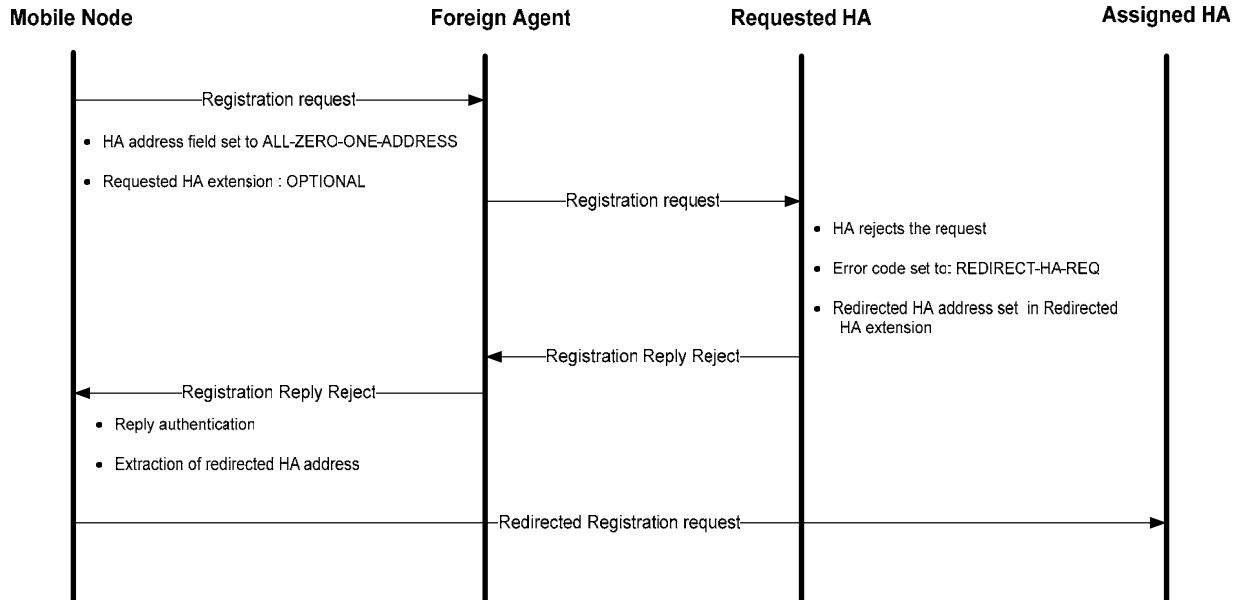 Mobile Node
Foreign Agent
Requested HA
Assigned HA
Registration request
• HA address field set to ALL-ZERO-ONE-ADDRESS
• Requested HA extension : OPTIONAL
Registration request
• HA rejects the request
• Error code set to: REDIRECT-HA-REQ
• Redirected HA address set in Redirected
HA extension
Registration Reply Reject
Registration Reply Reject
• Reply authentication
• Extraction of redirected HA address
Redirected Registration request